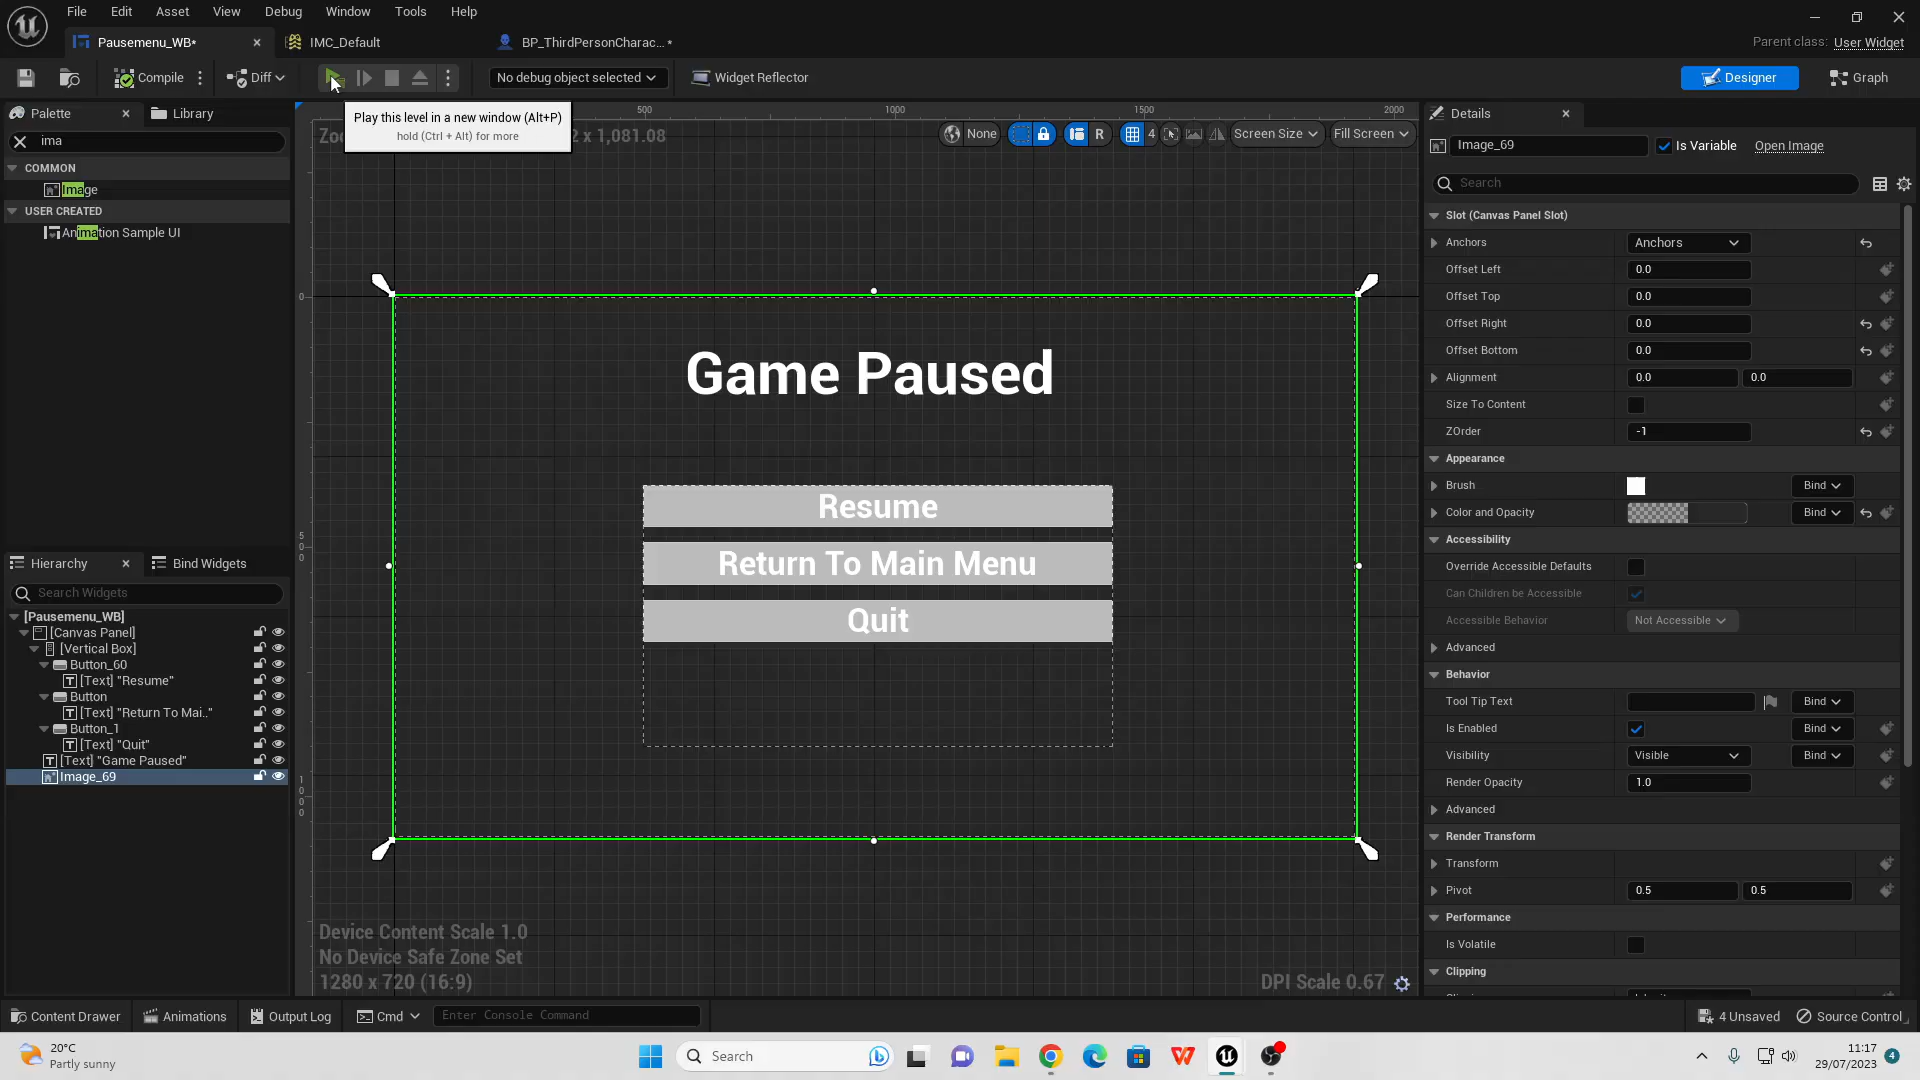 File Edit Asset View Debug Window Tools Help
Pausemenu_WB*
IMC_Default
BP_ThirdPersonCharac... *
Parent class: User Widget
Compile
Diff
No debug object selected
Widget Reflector
Designer
Graph
Palette
Library
ima
COMMON
Image
USER CREATED
Animation Sample UI
Play this level in a new window (Alt+P)
hold (Ctrl + Alt) for more
500
1000
1500
2000
None
R
4
Screen Size
Fill Screen
Game Paused
Resume
Return To Main Menu
Quit
Device Content Scale 1.0
No Device Safe Zone Set
1280 x 720 (16:9)
DPI Scale 0.67
Hierarchy
Bind Widgets
Search Widgets
[Pausemenu_WB]
[Canvas Panel]
[Vertical Box]
Button_60
[Text] "Resume"
Button
[Text] "Return To Mai.."
Button_1
[Text] "Quit"
[Text] "Game Paused"
Image_69
Details
Image_69
Is Variable
Open Image
Search
Slot (Canvas Panel Slot)
Anchors
Anchors
Offset Left 0.0
Offset Top 0.0
Offset Right 0.0
Offset Bottom 0.0
Alignment 0.0 0.0
Size To Content
ZOrder -1
Appearance
Brush Bind
Color and Opacity Bind
Accessibility
Override Accessible Defaults
Can Children be Accessible
Accessible Behavior Not Accessible
Advanced
Behavior
Tool Tip Text Bind
Is Enabled Bind
Visibility Visible Bind
Render Opacity 1.0
Advanced
Render Transform
Transform
Pivot 0.5 0.5
Performance
Is Volatile
Clipping
Content Drawer
Animations
Output Log
Cmd
Enter Console Command
4 Unsaved
Source Control
20°C
Partly sunny
Search
11:17
29/07/2023
4